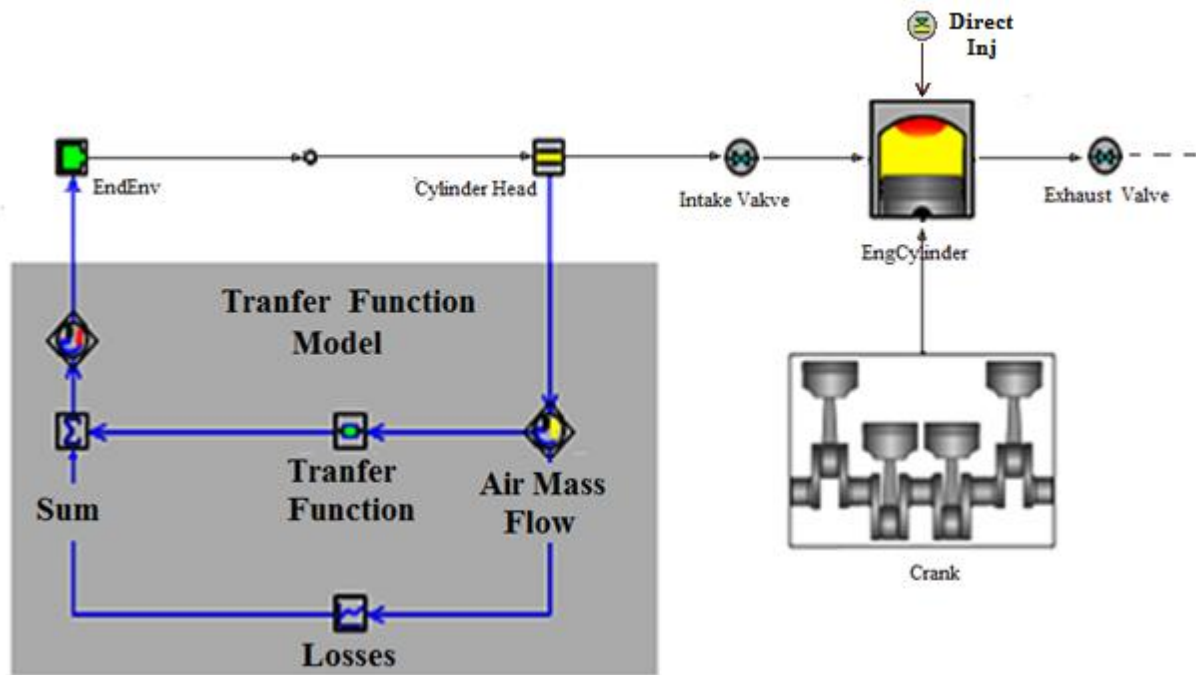 Direct
Inj
EndEnv
Cylinder Head
Intake Vakve
Exhaust Valve
EngCylinder
Tranfer Function
Model
Tranfer
Function
Air Mass
Flow
Sum
Crank
Losses